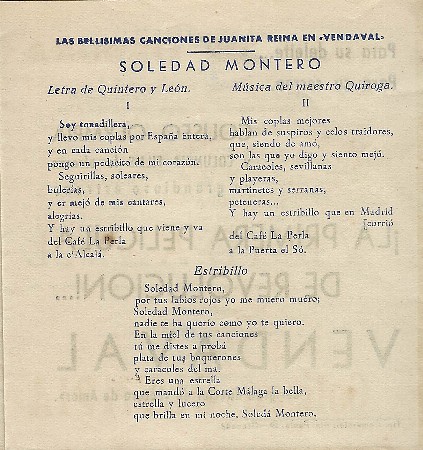 LAS BELLISIMAS CANCIONES DE JUANITA REINA EN «VENDAVAL»
SOLEDAD MONTERO
Letra de Quintero y León.
Música del maestro Quiroga.
I
Soy tonadillera,
y llevo mis coplas por España entera,
y en cada canción
pongo un pedacito de mi corazón.
Seguirillas, soleares,
bulerías,
y er mejó de mis cantares,
alegrías.
Y hay un estribillo que viene y va
del Café La Perla
a la c'Alcalá.
II
Mis coplas mejores
hablan de suspiros y celos traidores,
que, siendo de amó,
son las que yo digo y siento mejó.
Caracoles, sevillanas
y playeras,
martinetes y serranas,
peteneras...
Y hay un estribillo que en Madrid
[corrió
del Café La Perla
a la Puerta el Só.
Estribillo
Soledad Montero,
por tus labios rojos yo me muero muero;
Soledad Montero,
nadie te ha querío como yo te quiero.
En la miel de tus canciones
tú me distes a probá
plata de tus boquerones
y caracoles del má.
Eres una estrella
que mandó a la Corte Málaga la bella,
estrella y lucero
que brilla en mi noche, Soledá Montero.